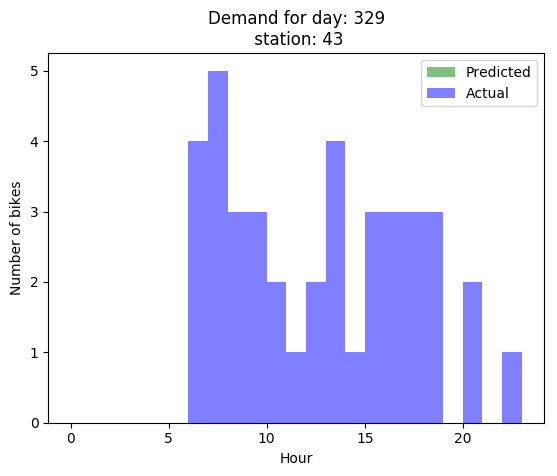 Demand for day: 329
station: 43
Predicted
Actual
5
4
3
2
1
0
Number of bikes
0 5 10 15 20
Hour